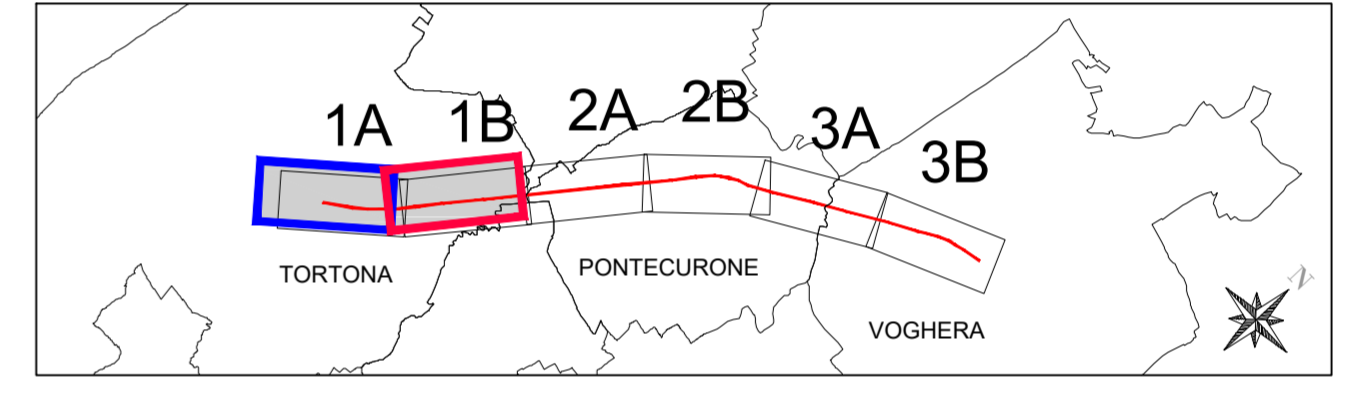 1A
1B
2A
2B
3A
3B
TORTONA
PONTECURONE
VOGHERA
N